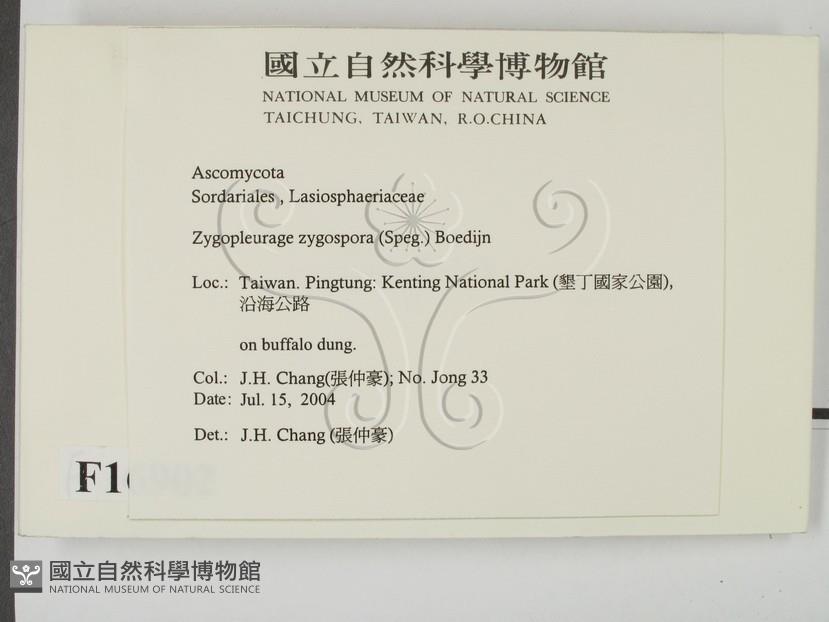 國立自然科學博物館
NATIONAL MUSEUM OF NATURAL SCIENCE
TAICHUNG, TAIWAN, R.O.CHINA
Ascomycota
Sordariales , Lasiosphaeriaceae
Zygopleurage zygospora (Speg.) Boedijn
Loc.: Taiwan. Pingtung: Kenting National Park (墾丁國家公園),
沿海公路
on buffalo dung.
Col.: J.H. Chang(張仲豪); No. Jong 33
Date: Jul. 15, 2004
Det.: J.H. Chang (張仲豪)
國立自然科學博物館
NATIONAL MUSEUM OF NATURAL SCIENCE